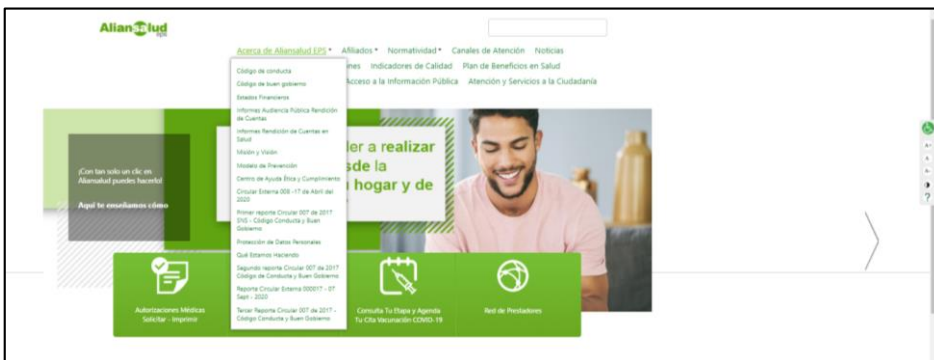 Aliansalud
eps
Acerca de Aliansalud EPS Afiliados Normatividad Canales de Atención Noticias
nes Indicadores de Calidad Plan de Beneficios en Salud
Acceso a la Información Pública Atención y Servicios a la Ciudadanía
Código de conducta
Código de buen gobierno
Estados Financieros
Informes Audiencia Pública Rendición
de Cuentas
Informes Rendición de Cuentas en
Salud
Misión y Visión
Modelo de Prevención
Centro de Ayuda Ética y Cumplimiento
Circular Externa 008 -17 de Abril del
2020
Primer reporte Circular 007 de 2017
SNS - Código Conducta y Buen
Gobierno
Protección de Datos Personales
Qué Estamos Haciendo
Segundo reporte Circular 007 de 2017
Código de Conducta y Buen Gobierno
Reporte Circular Externa 000017 - 07
Sept - 2020
Tercer Reporte Circular 007 de 2017 -
Código Conducta y Buen Gobierno
¡Con tan solo un clic en
Aliansalud puedes hacerlo!
Aquí te enseñamos cómo
der a realizar
sde la
u hogar y de
Autorizaciones Médicas
Solicitar - Imprimir
Consulta Tu Etapa y Agenda
Tu Cita Vacunación COVID-19
Red de Prestadores
A+
A
A-
?